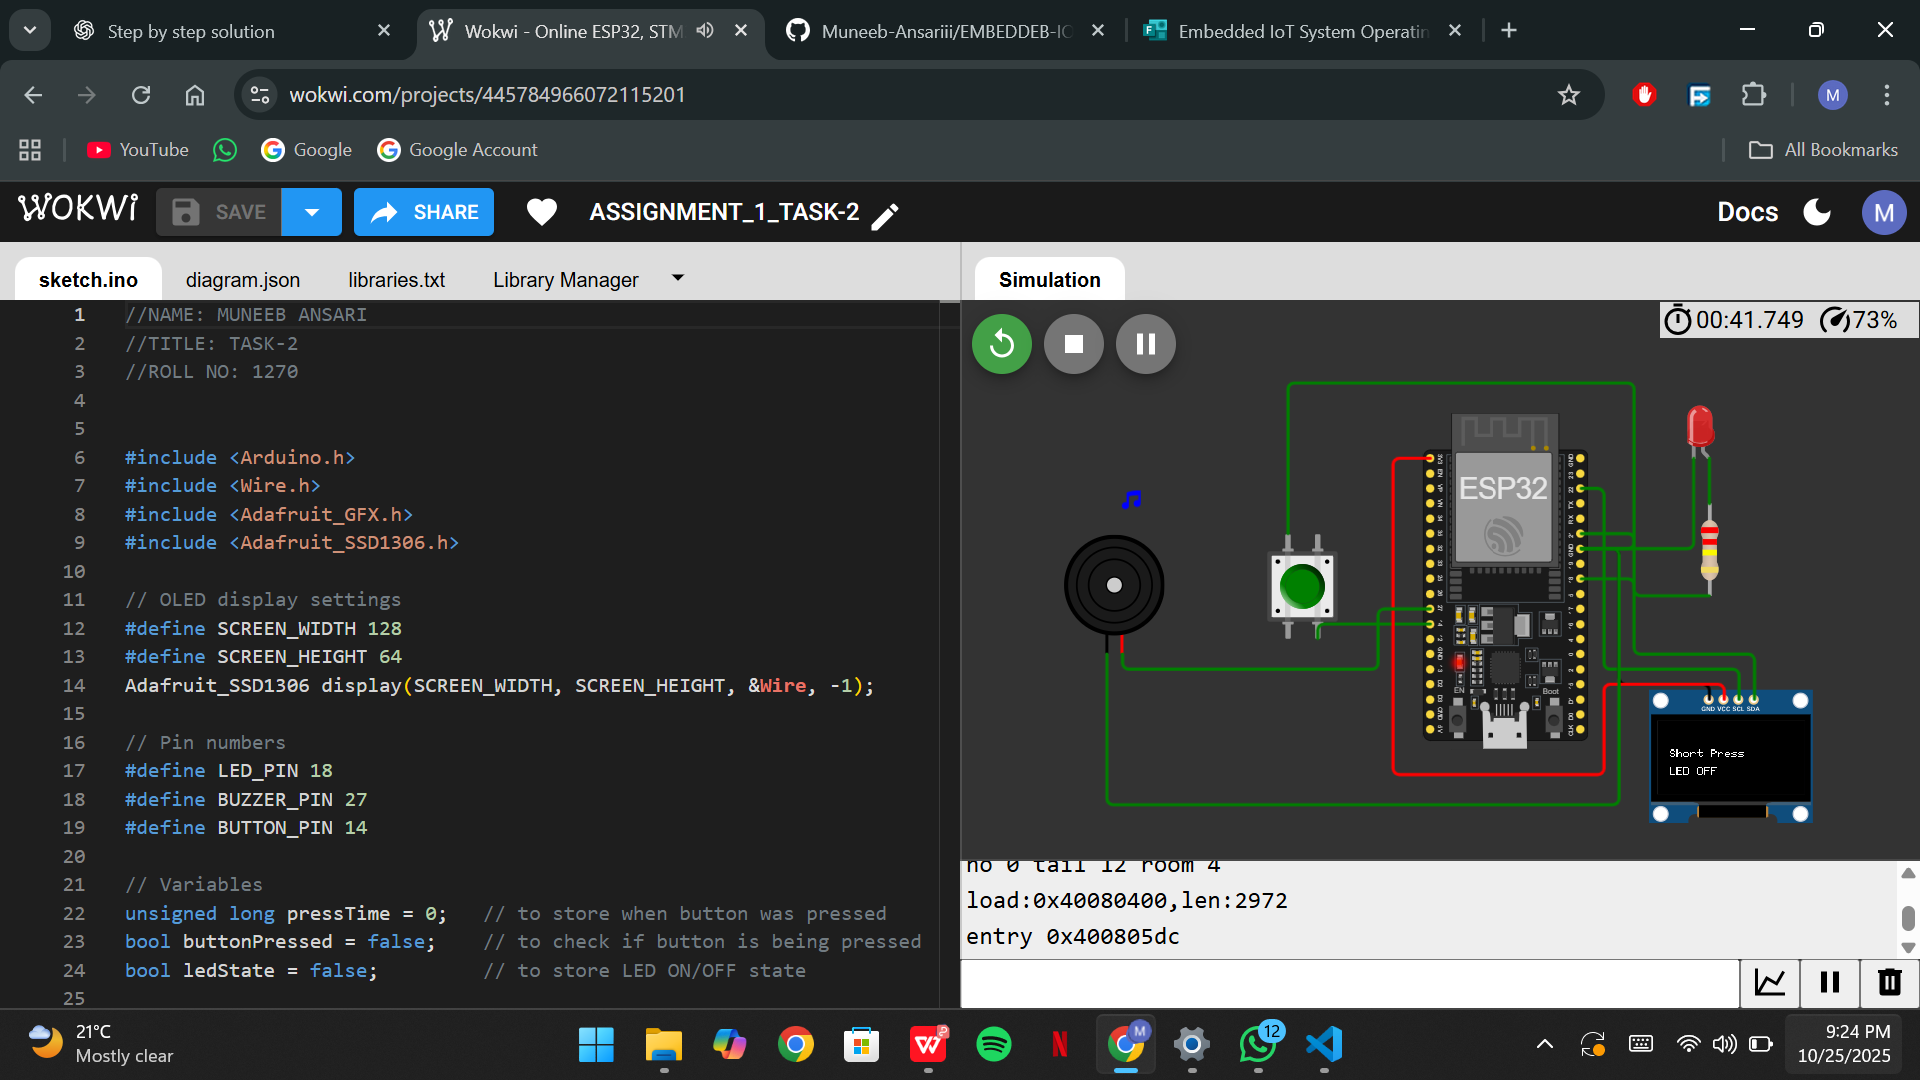 Step by step solution
Wokwi - Online ESP32, STM
Muneeb-Ansariii/EMBEDDEB-IO
Embedded IoT System Operatin
wokwi.com/projects/445784966072115201
M
YouTube
Google
Google Account
All Bookmarks
WOKWi
SAVE
SHARE
ASSIGNMENT_1_TASK-2
Docs
M
sketch.ino
diagram.json
libraries.txt
Library Manager
Simulation
1 //NAME: MUNEEB ANSARI
2 //TITLE: TASK-2
3 //ROLL NO: 1270
4
5
6 #include <Arduino.h>
7 #include <Wire.h>
8 #include <Adafruit_GFX.h>
9 #include <Adafruit_SSD1306.h>
10
11 // OLED display settings
12 #define SCREEN_WIDTH 128
13 #define SCREEN_HEIGHT 64
14 Adafruit_SSD1306 display(SCREEN_WIDTH, SCREEN_HEIGHT, &Wire, -1);
15
16 // Pin numbers
17 #define LED_PIN 18
18 #define BUZZER_PIN 27
19 #define BUTTON_PIN 14
20
21 // Variables
22 unsigned long pressTime = 0; // to store when button was pressed
23 bool buttonPressed = false; // to check if button is being pressed
24 bool ledState = false; // to store LED ON/OFF state
25
00:41.749 73%
ESP32
EN
Boot
GND VCC SCL SDA
Short Press
LED OFF
ho 0 tail 12 room 4
load:0x40080400,len:2972
entry 0x400805dc
21°C
Mostly clear
M
12
9:24 PM
10/25/2025